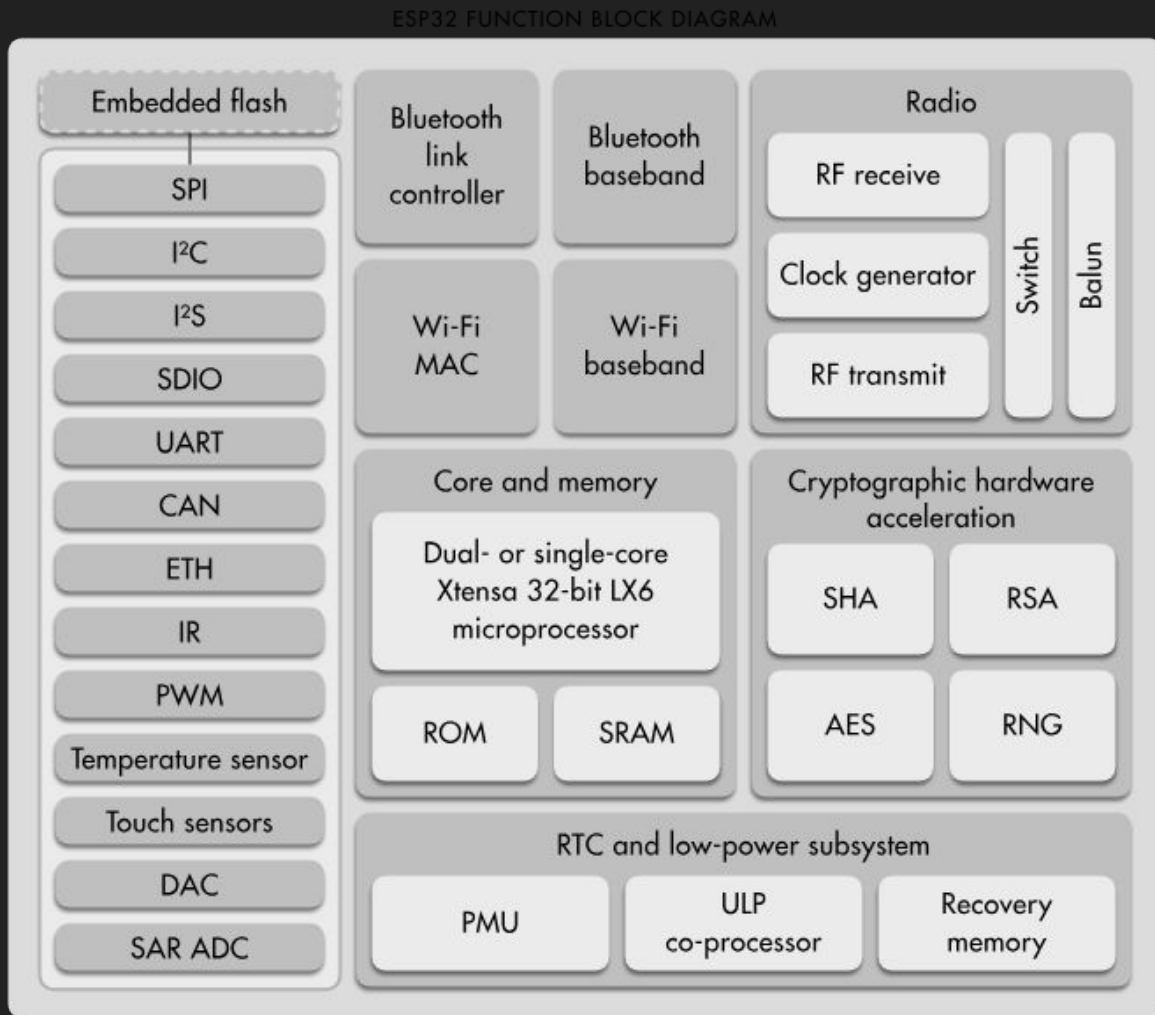 ESP32 FUNCTION BLOCK DIAGRAM
Embedded flash
SPI
I²C
I²S
SDIO
UART
CAN
ETH
IR
PWM
Temperature sensor
Touch sensors
DAC
SAR ADC
Bluetooth
link
controller
Bluetooth
baseband
Wi-Fi
MAC
Wi-Fi
baseband
Radio
RF receive
Clock generator
RF transmit
Switch
Balun
Core and memory
Dual- or single-core
Xtensa 32-bit LX6
microprocessor
ROM
SRAM
Cryptographic hardware
acceleration
SHA
RSA
AES
RNG
RTC and low-power subsystem
PMU
ULP
co-processor
Recovery
memory